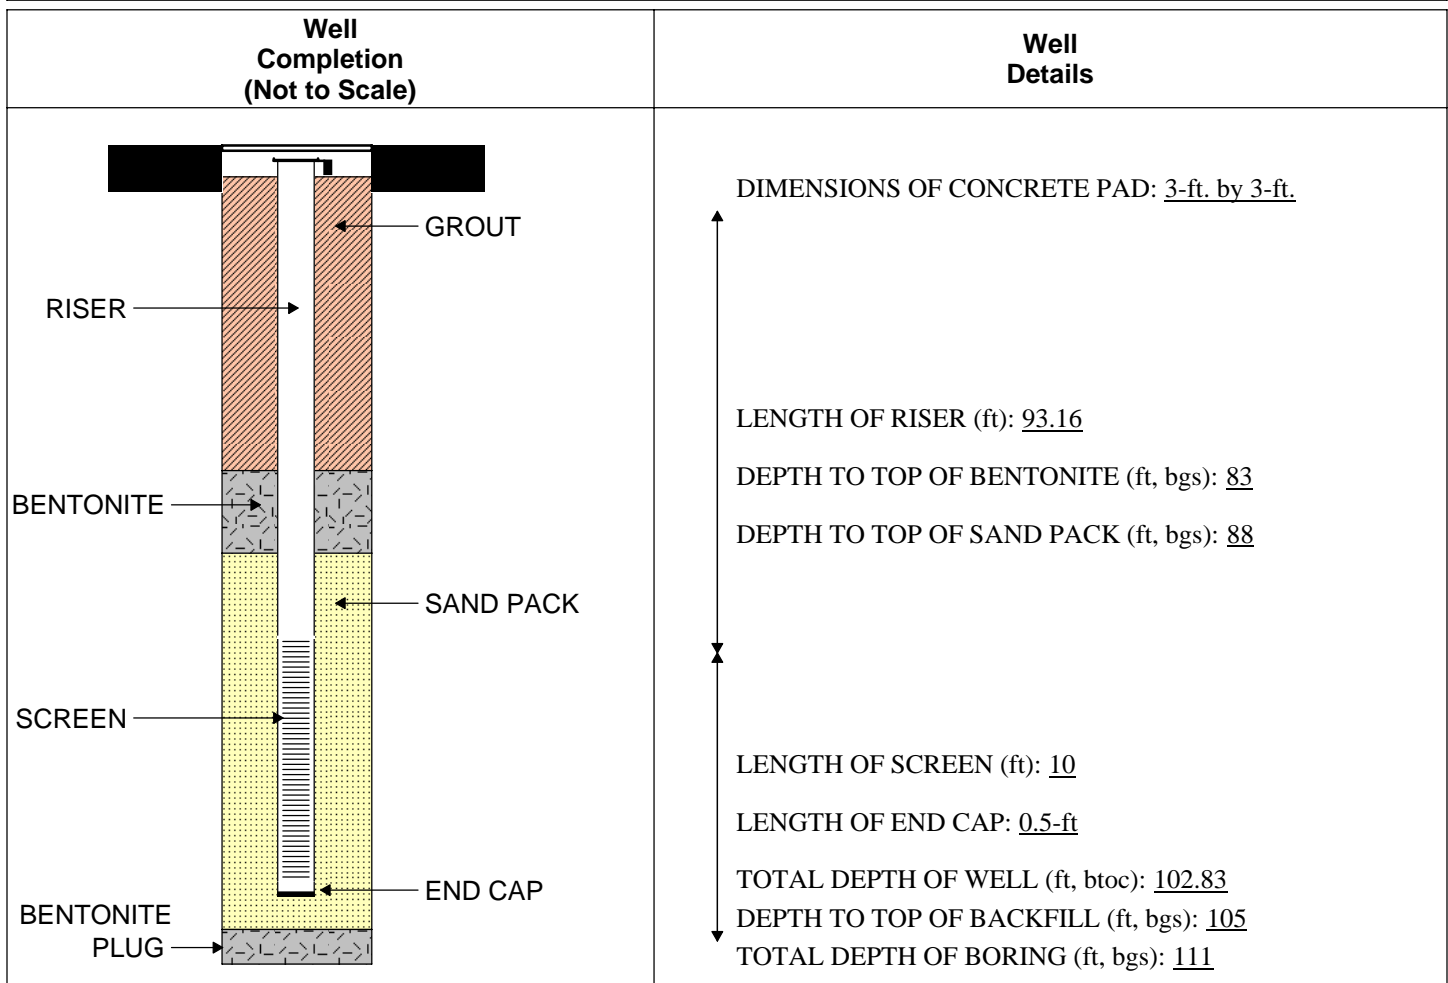 Well
Completion
(Not to Scale)
Well
Details
GROUT
RISER
BENTONITE
SAND PACK
SCREEN
END CAP
BENTONITE
PLUG
DIMENSIONS OF CONCRETE PAD: 3-ft. by 3-ft.
LENGTH OF RISER (ft): 93.16
DEPTH TO TOP OF BENTONITE (ft, bgs): 83
DEPTH TO TOP OF SAND PACK (ft, bgs): 88
LENGTH OF SCREEN (ft): 10
LENGTH OF END CAP: 0.5-ft
TOTAL DEPTH OF WELL (ft, btoc): 102.83
DEPTH TO TOP OF BACKFILL (ft, bgs): 105
TOTAL DEPTH OF BORING (ft, bgs): 111